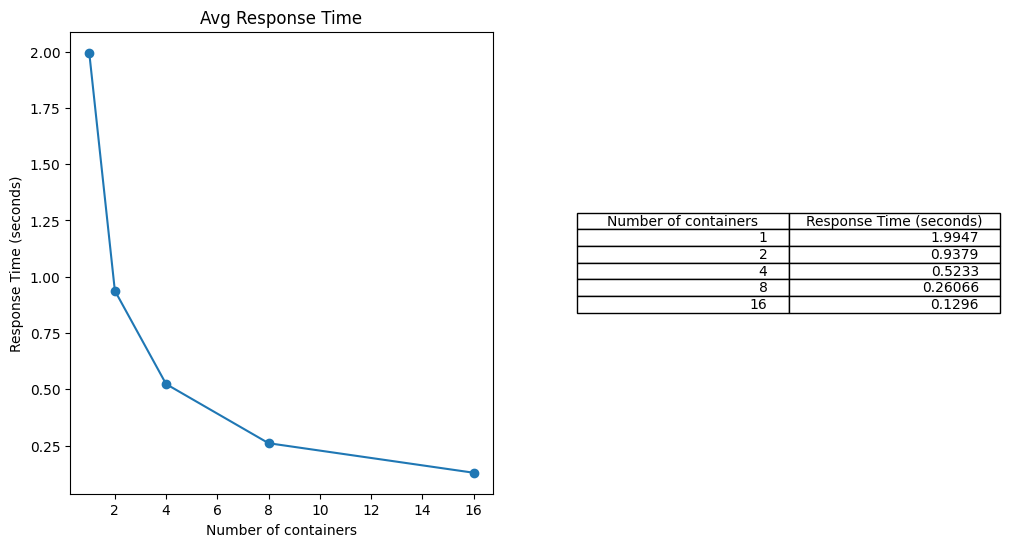 Avg Response Time
Response Time (seconds)
2.00
1.75
1.50
1.25
1.00
0.75
0.50
0.25
2 4 6 8 10 12 14 16
Number of containers
Number of containers Response Time (seconds)
1 1.9947
2 0.9379
4 0.5233
8 0.26066
16 0.1296